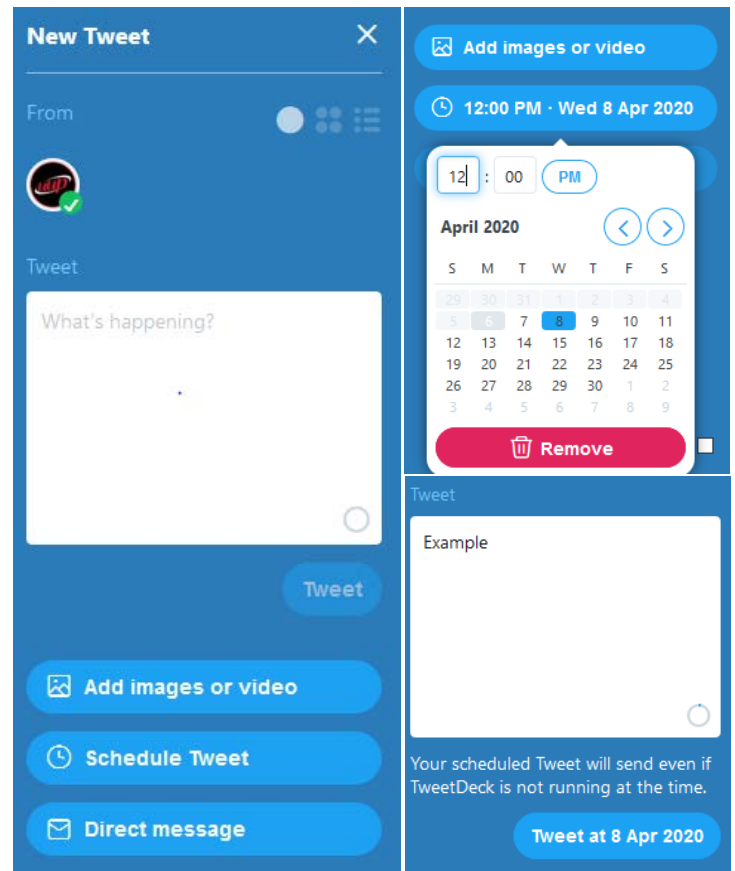 New Tweet
From
Tweet
What's happening?
Tweet
Add images or video
Schedule Tweet
Direct message
Add images or video
12:00 PM · Wed 8 Apr 2020
12 : 00 PM
April 2020
S M T W T F S
29 30 31 1 2 3 4
5 6 7 8 9 10 11
12 13 14 15 16 17 18
19 20 21 22 23 24 25
26 27 28 29 30 1 2
3 4 5 6 7 8 9
Remove
Tweet
Example
Your scheduled Tweet will send even if
TweetDeck is not running at the time.
Tweet at 8 Apr 2020